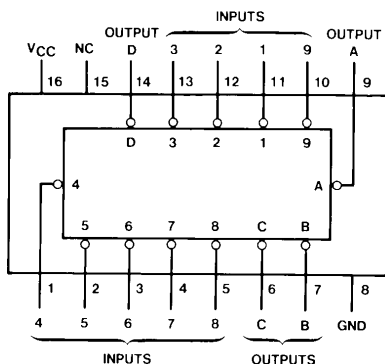 OUTPUT INPUTS OUTPUT
VCC NC D 3 2 1 9 A
16 15 14 13 12 11 10 9
D 3 2 1 9
4 A
5 6 7 8 C B
1 2 3 4 5 6 7 8
4 5 6 7 8 C B GND
INPUTS OUTPUTS